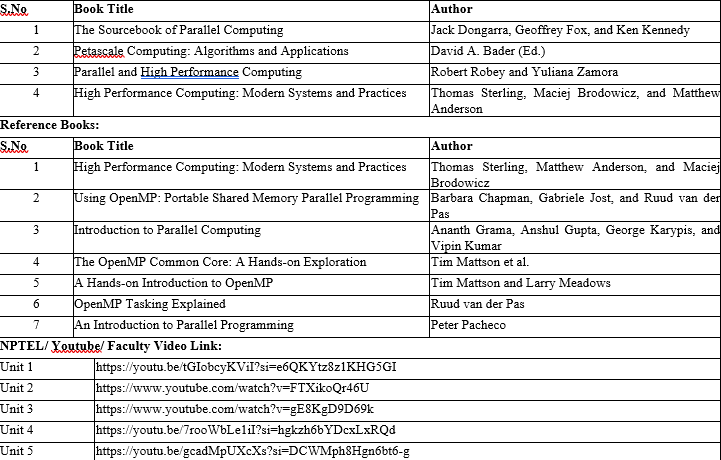 S.No Book Title Author
1 The Sourcebook of Parallel Computing Jack Dongarra, Geoffrey Fox, and Ken Kennedy
2 Petascale Computing: Algorithms and Applications David A. Bader (Ed.)
3 Parallel and High Performance Computing Robert Robey and Yuliana Zamora
4 High Performance Computing: Modern Systems and Practices Thomas Sterling, Maciej Brodowicz, and Matthew
Anderson
Reference Books:
S.No Book Title Author
1 High Performance Computing: Modern Systems and Practices Thomas Sterling, Matthew Anderson, and Maciej
Brodowicz
2 Using OpenMP: Portable Shared Memory Parallel Programming Barbara Chapman, Gabriele Jost, and Ruud van der
Pas
3 Introduction to Parallel Computing Ananth Grama, Anshul Gupta, George Karypis, and
Vipin Kumar
4 The OpenMP Common Core: A Hands-on Exploration Tim Mattson et al.
5 A Hands-on Introduction to OpenMP Tim Mattson and Larry Meadows
6 OpenMP Tasking Explained Ruud van der Pas
7 An Introduction to Parallel Programming Peter Pacheco
NPTEL/ Youtube/ Faculty Video Link:
Unit 1 https://youtu.be/tGIobcyKViI?si=e6QKYtz8z1KHG5GI
Unit 2 https://www.youtube.com/watch?v=FTXikoQr46U
Unit 3 https://www.youtube.com/watch?v=gE8KgD9D69k
Unit 4 https://youtu.be/7rooWbLe1iI?si=hgkzh6bYDcxLxRQd
Unit 5 https://youtu.be/gcadMpUXcXs?si=DCWMph8Hgn6bt6-g